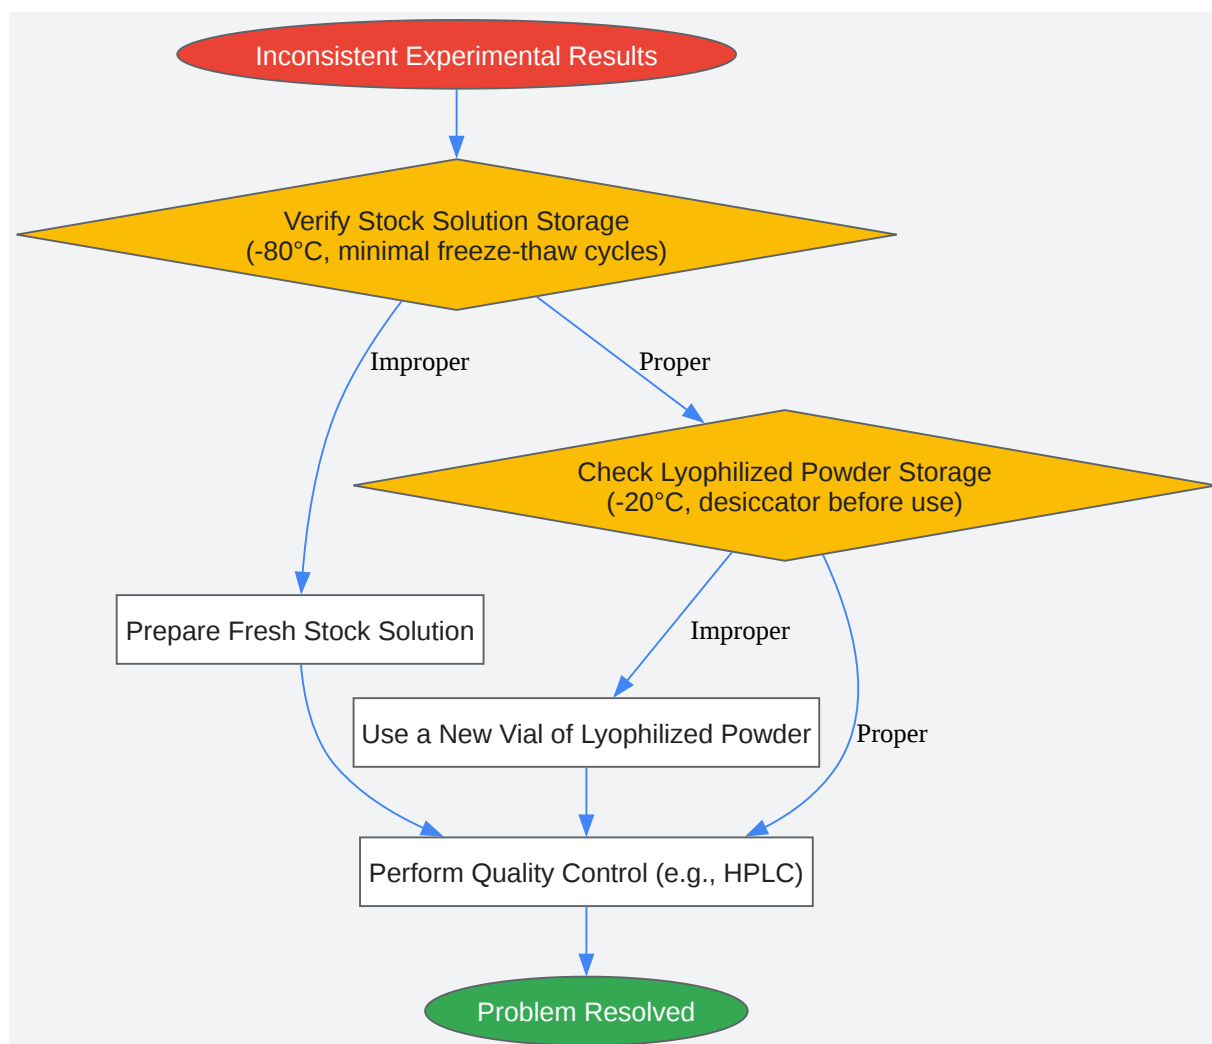 Inconsistent Experimental Results
Verify Stock Solution Storage
(-80°C, minimal freeze-thaw cycles)
Improper
Proper
Check Lyophilized Powder Storage
(-20°C, desiccator before use)
Prepare Fresh Stock Solution
Improper
Use a New Vial of Lyophilized Powder
Proper
Perform Quality Control (e.g., HPLC)
Problem Resolved